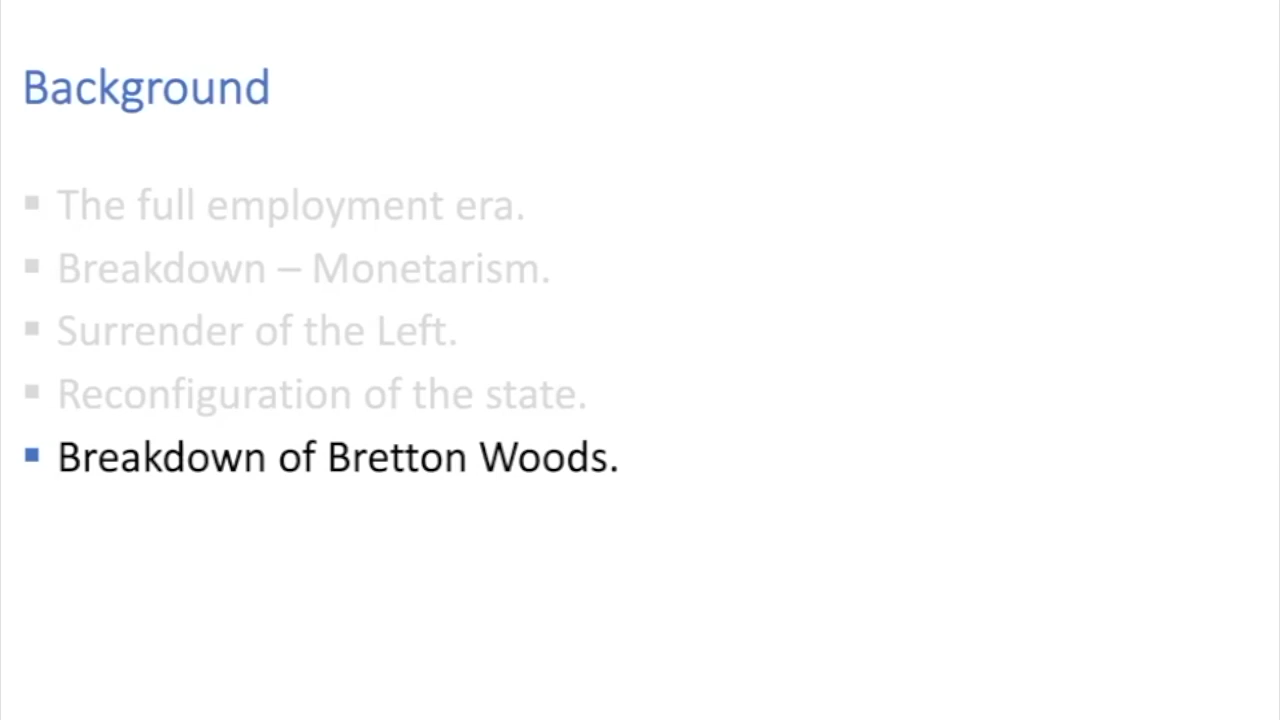 Background
▪ The full employment era.
▪ Breakdown – Monetarism.
▪ Surrender of the Left.
▪ Reconfiguration of the state.
▪ Breakdown of Bretton Woods.